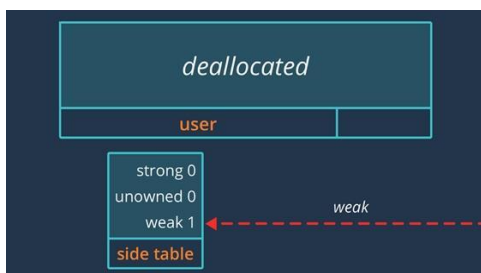 deallocated
user
strong 0
unowned 0
weak 1
weak
side table